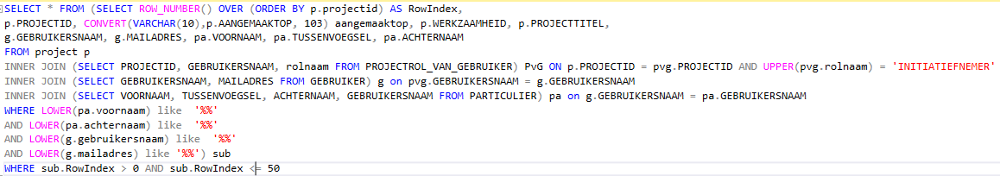 SELECT * FROM (SELECT ROW_NUMBER() OVER (ORDER BY p.projectid) AS RowIndex,
p.PROJECTID, CONVERT(VARCHAR(10),p.AANGEMAAKTOP, 103) aangemaaktop, p.WERKZAAMHEID, p.PROJECTTITEL,
g.GEBRUIKERSNAAM, g.MAILADRES, pa.VOORNAAM, pa.TUSSENVOEGSEL, pa.ACHTERNAAM
FROM project p
INNER JOIN (SELECT PROJECTID, GEBRUIKERSNAAM, rolnaam FROM PROJECTROL_VAN_GEBRUIKER) PvG ON p.PROJECTID = pvg.PROJECTID AND UPPER(pvg.rolnaam) = 'INITIATIEFNEMER'
INNER JOIN (SELECT GEBRUIKERSNAAM, MAILADRES FROM GEBRUIKER) g on pvg.GEBRUIKERSNAAM = g.GEBRUIKERSNAAM
INNER JOIN (SELECT VOORNAAM, TUSSENVOEGSEL, ACHTERNAAM, GEBRUIKERSNAAM FROM PARTICULIER) pa on g.GEBRUIKERSNAAM = pa.GEBRUIKERSNAAM
WHERE LOWER(pa.voornaam) like  '%%'
AND LOWER(pa.achternaam) like  '%%'
AND LOWER(g.gebruikersnaam) like  '%%'
AND LOWER(g.mailadres) like '%%') sub
WHERE sub.RowIndex > 0 AND sub.RowIndex <= 50